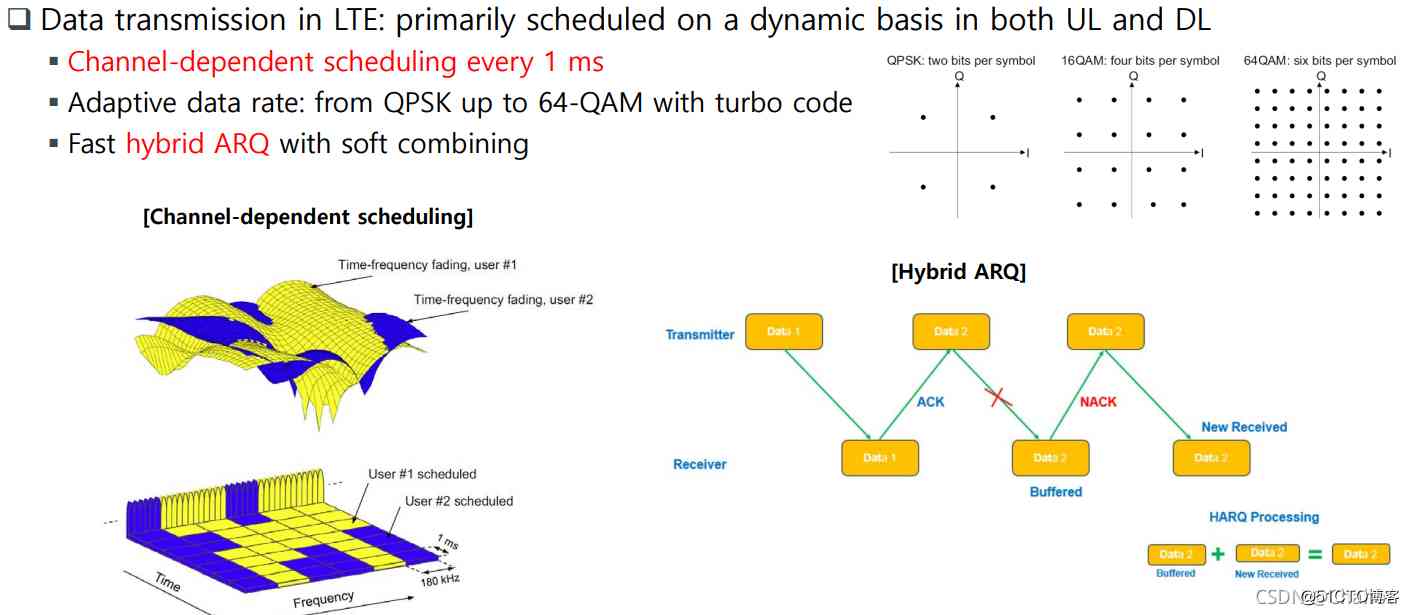 ❑ Data transmission in LTE: primarily scheduled on a dynamic basis in both UL and DL
▪ Channel-dependent scheduling every 1 ms
▪ Adaptive data rate: from QPSK up to 64-QAM with turbo code
▪ Fast hybrid ARQ with soft combining
QPSK: two bits per symbol
Q
I
16QAM: four bits per symbol
Q
I
64QAM: six bits per symbol
Q
I
[Channel-dependent scheduling]
Time-frequency fading, user #1
Time-frequency fading, user #2
User #1 scheduled
User #2 scheduled
1 ms
180 kHz
Time
Frequency
[Hybrid ARQ]
Transmitter
Data 1
Data 2
Data 2
ACK
NACK
New Received
Receiver
Data 1
Data 2
Data 2
Buffered
HARQ Processing
Data 2 + Data 2 = Data 2
Buffered
New Received
@51CTO博客